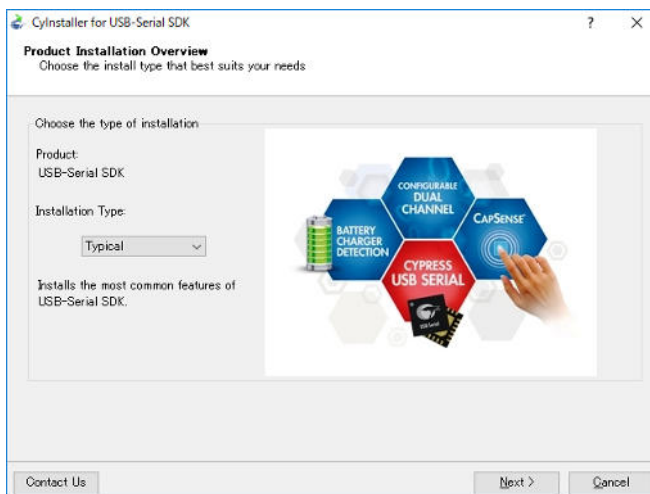 CyInstaller for USB-Serial SDK
Product Installation Overview
Choose the install type that best suits your needs
Choose the type of installation
Product:
USB-Serial SDK
Installation Type:
Typical
Installs the most common features of
USB-Serial SDK.
CONFIGURABLE
DUAL
CHANNEL
CAPSENSE
BATTERY
CHARGER
DETECTION
CYPRESS
USB SERIAL
USB Serial
Contact Us
Next >
Cancel